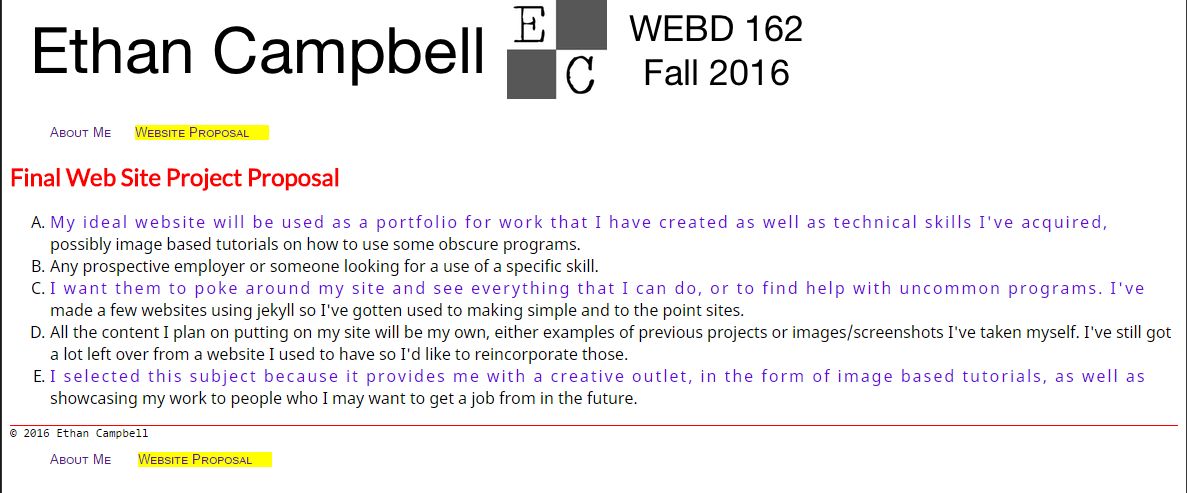 Ethan Campbell
E
C
WEBD 162
Fall 2016
About Me Website Proposal
Final Web Site Project Proposal
A. My ideal website will be used as a portfolio for work that I have created as well as technical skills I've acquired,
possibly image based tutorials on how to use some obscure programs.
B. Any prospective employer or someone looking for a use of a specific skill.
C. I want them to poke around my site and see everything that I can do, or to find help with uncommon programs. I've
made a few websites using jekyll so I've gotten used to making simple and to the point sites.
D. All the content I plan on putting on my site will be my own, either examples of previous projects or images/screenshots I've taken myself. I've still got
a lot left over from a website I used to have so I'd like to reincorporate those.
E. I selected this subject because it provides me with a creative outlet, in the form of image based tutorials, as well as
showcasing my work to people who I may want to get a job from in the future.
© 2016 Ethan Campbell
About Me Website Proposal